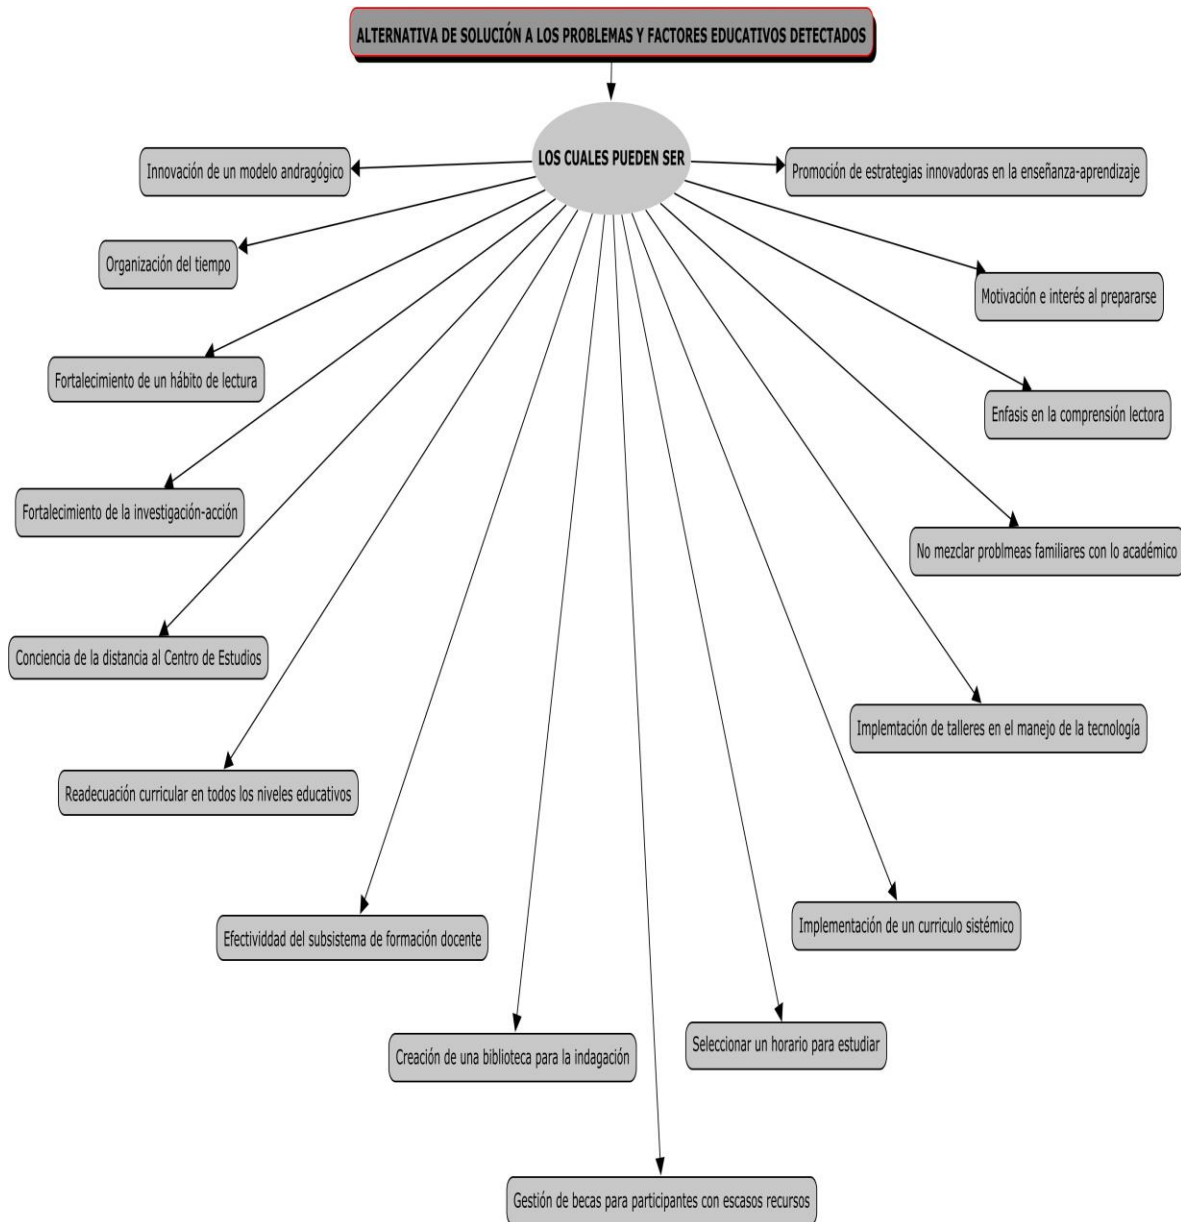 ALTERNATIVA DE SOLUCIÓN A LOS PROBLEMAS Y FACTORES EDUCATIVOS DETECTADOS
LOS CUALES PUEDEN SER
Innovación de un modelo andragógico
Promoción de estrategias innovadoras en la enseñanza-aprendizaje
Organización del tiempo
Motivación e interés al prepararse
Fortalecimiento de un hábito de lectura
Enfasis en la comprensión lectora
Fortalecimiento de la investigación-acción
No mezclar problmeas familiares con lo académico
Conciencia de la distancia al Centro de Estudios
Implemtación de talleres en el manejo de la tecnología
Readecuación curricular en todos los niveles educativos
Implementación de un curriculo sistémico
Efectividdad del subsistema de formación docente
Seleccionar un horario para estudiar
Creación de una biblioteca para la indagación
Gestión de becas para participantes con escasos recursos